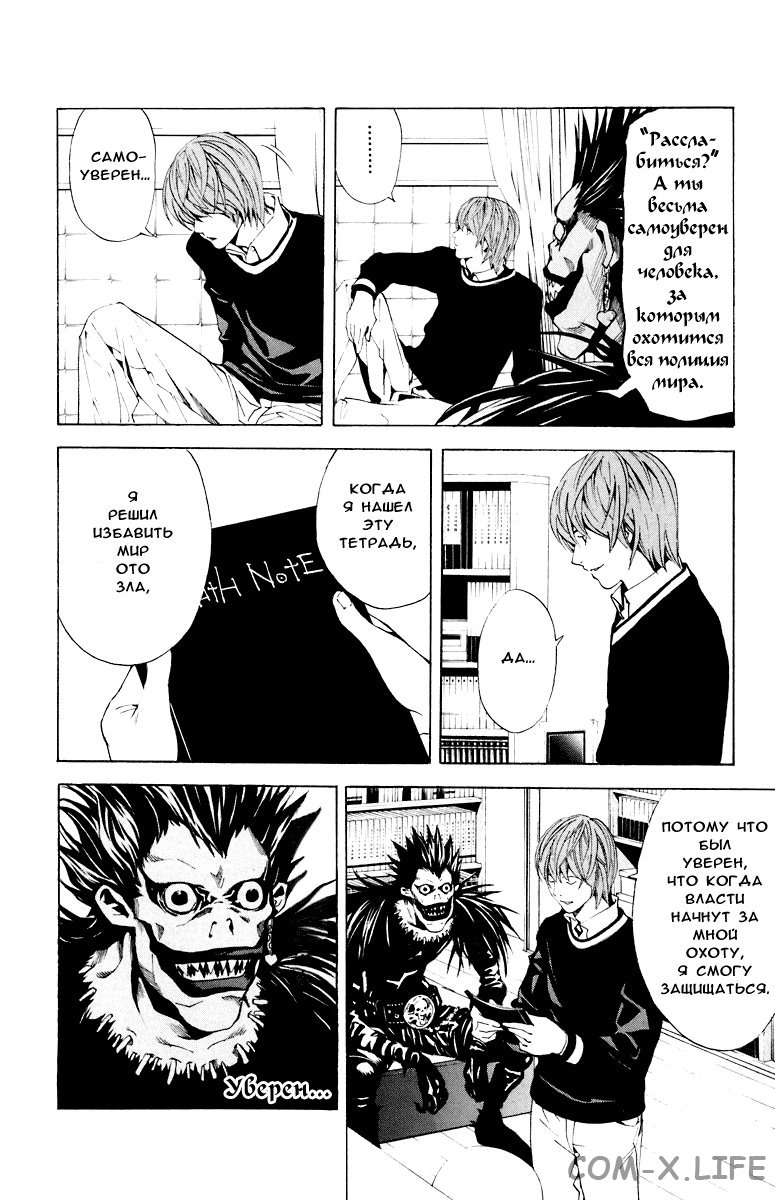 "Рассла-
биться?"
А ты
весьма
самоуверен
для
человека,
за
которым
охотится
вся полиция
мира.
........
САМО-
УВЕРЕН...
ДА...
КОГДА
Я НАШЕЛ
ЭТУ
ТЕТРАДЬ,
ATH NOTE
Я
РЕШИЛ
ИЗБАВИТЬ
МИР
ОТО
ЗЛА,
ПОТОМУ ЧТО
БЫЛ
УВЕРЕН,
ЧТО КОГДА
ВЛАСТИ
НАЧНУТ ЗА
МНОЙ
ОХОТУ,
Я СМОГУ
ЗАЩИЩАТЬСЯ.
Уверен...
COM-X.LIFE